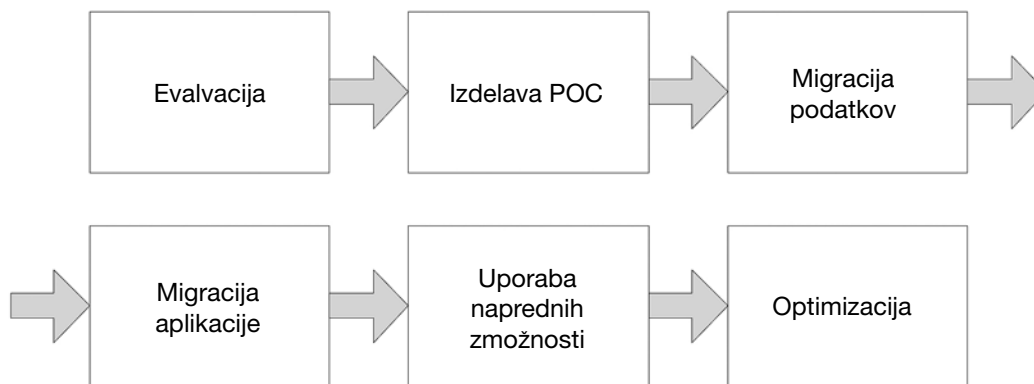 Evalvacija
Izdelava POC
Migracija
podatkov
Migracija
aplikacije
Uporaba
naprednih
zmožnosti
Optimizacija